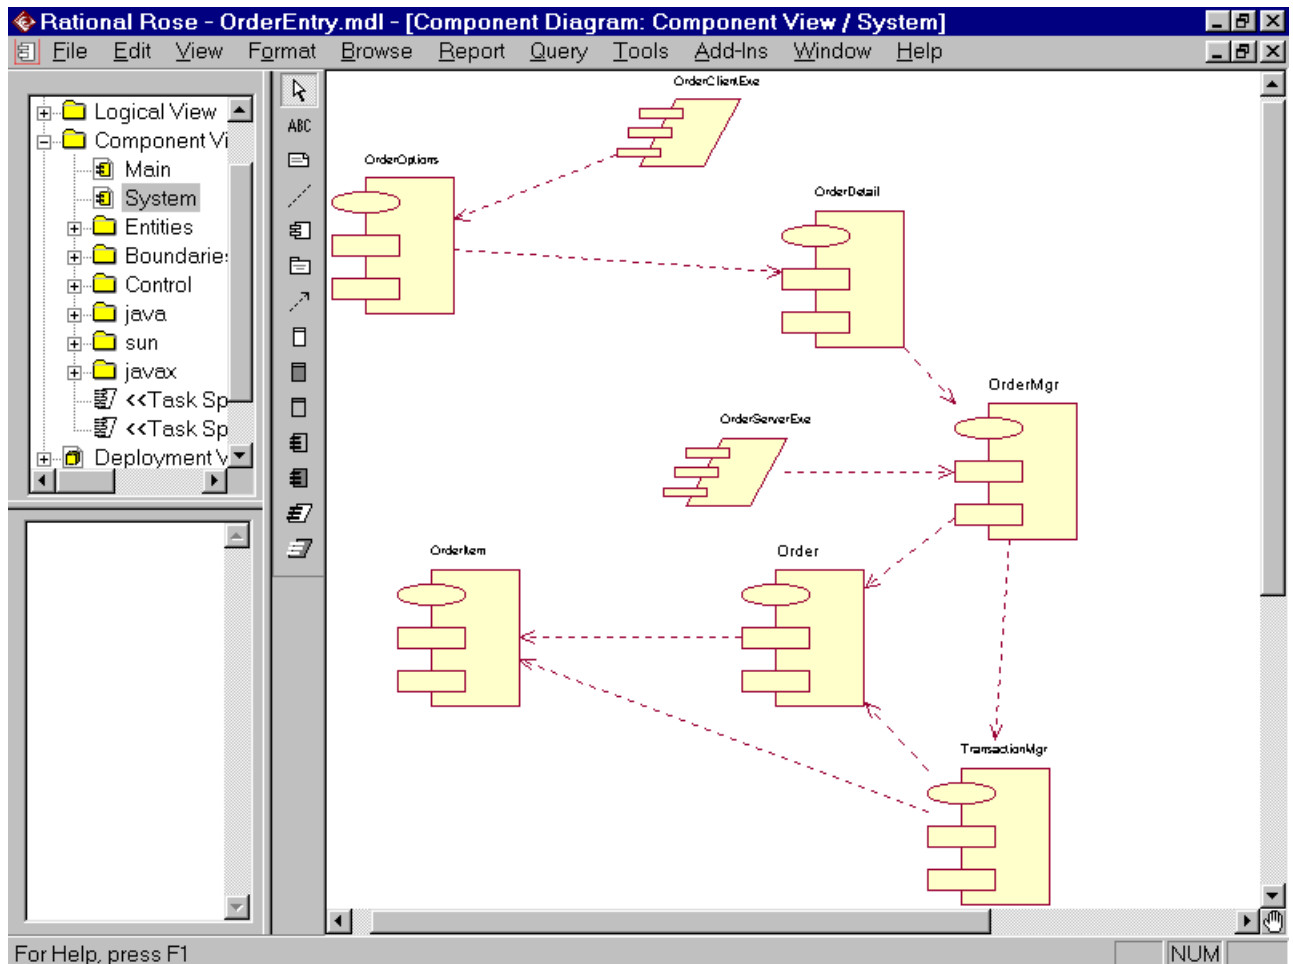 Rational Rose - OrderEntry.mdl - [Component Diagram: Component View / System]
File Edit View Format Browse Report Query Tools Add-Ins Window Help
Logical View
Component Vi
Main
System
Entities
Boundaries
Control
java
sun
javax
<<Task Sp
<<Task Sp
Deployment V
ABC
OrderClientExe
OrderOptions
OrderDetail
OrderMgr
OrderServerExe
OrderItem
Order
TransactionMgr
For Help, press F1
NUM